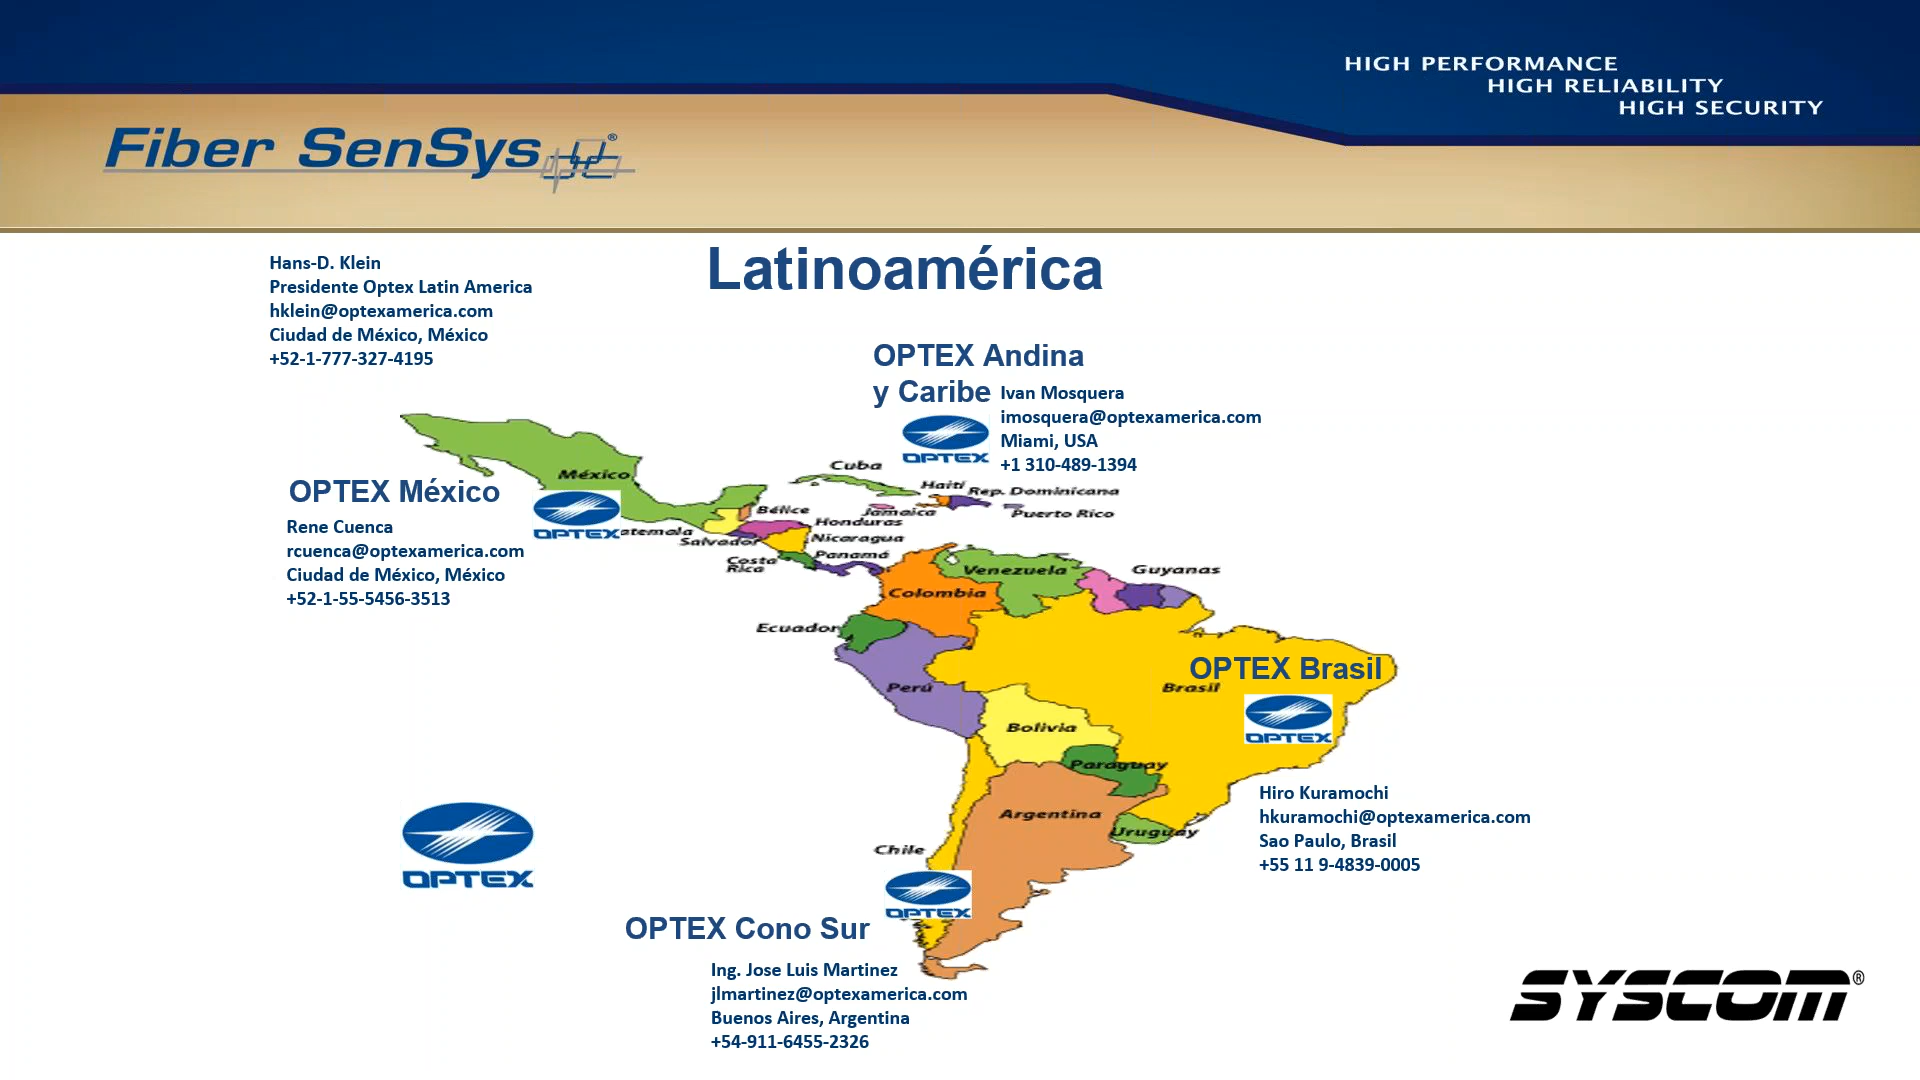 HIGH PERFORMANCE
HIGH RELIABILITY
HIGH SECURITY
Fiber SenSys®
Latinoamérica
Hans-D. Klein
Presidente Optex Latin America
hklein@optexamerica.com
Ciudad de México, México
+52-1-777-327-4195
OPTEX Andina
y Caribe
Ivan Mosquera
imosquera@optexamerica.com
Miami, USA
+1 310-489-1394
OPTEX
OPTEX México
Rene Cuenca
rcuenca@optexamerica.com
Ciudad de México, México
+52-1-55-5456-3513
OPTEX
México
Cuba
Haití
Rep. Dominicana
Jamaica
Puerto Rico
Bélice
Honduras
atemala
Salvador
Nicaragua
Costa
Rica
Panamá
Venezuela
Guyanas
Colombia
Ecuador
Perú
OPTEX Brasil
Brasil
OPTEX
Bolivia
Paraguay
Argentina
Uruguay
Chile
Hiro Kuramochi
hkuramochi@optexamerica.com
Sao Paulo, Brasil
+55 11 9-4839-0005
OPTEX
OPTEX
OPTEX Cono Sur
Ing. Jose Luis Martinez
jlmartinez@optexamerica.com
Buenos Aires, Argentina
+54-911-6455-2326
SYSCOM®